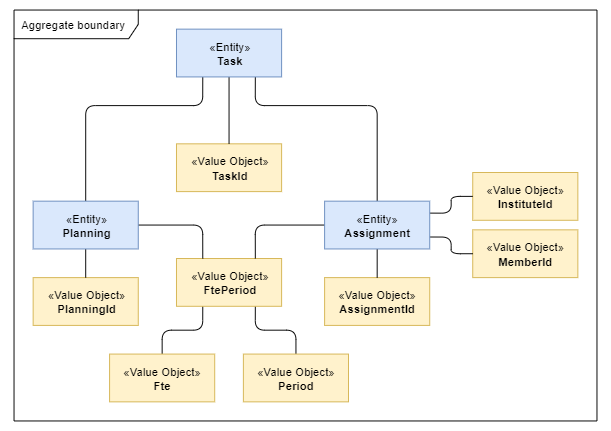 Aggregate boundary
«Entity»
Task
«Value Object»
TaskId
«Entity»
Planning
«Entity»
Assignment
«Value Object»
InstituteId
«Value Object»
MemberId
«Value Object»
PlanningId
«Value Object»
FtePeriod
«Value Object»
AssignmentId
«Value Object»
Fte
«Value Object»
Period